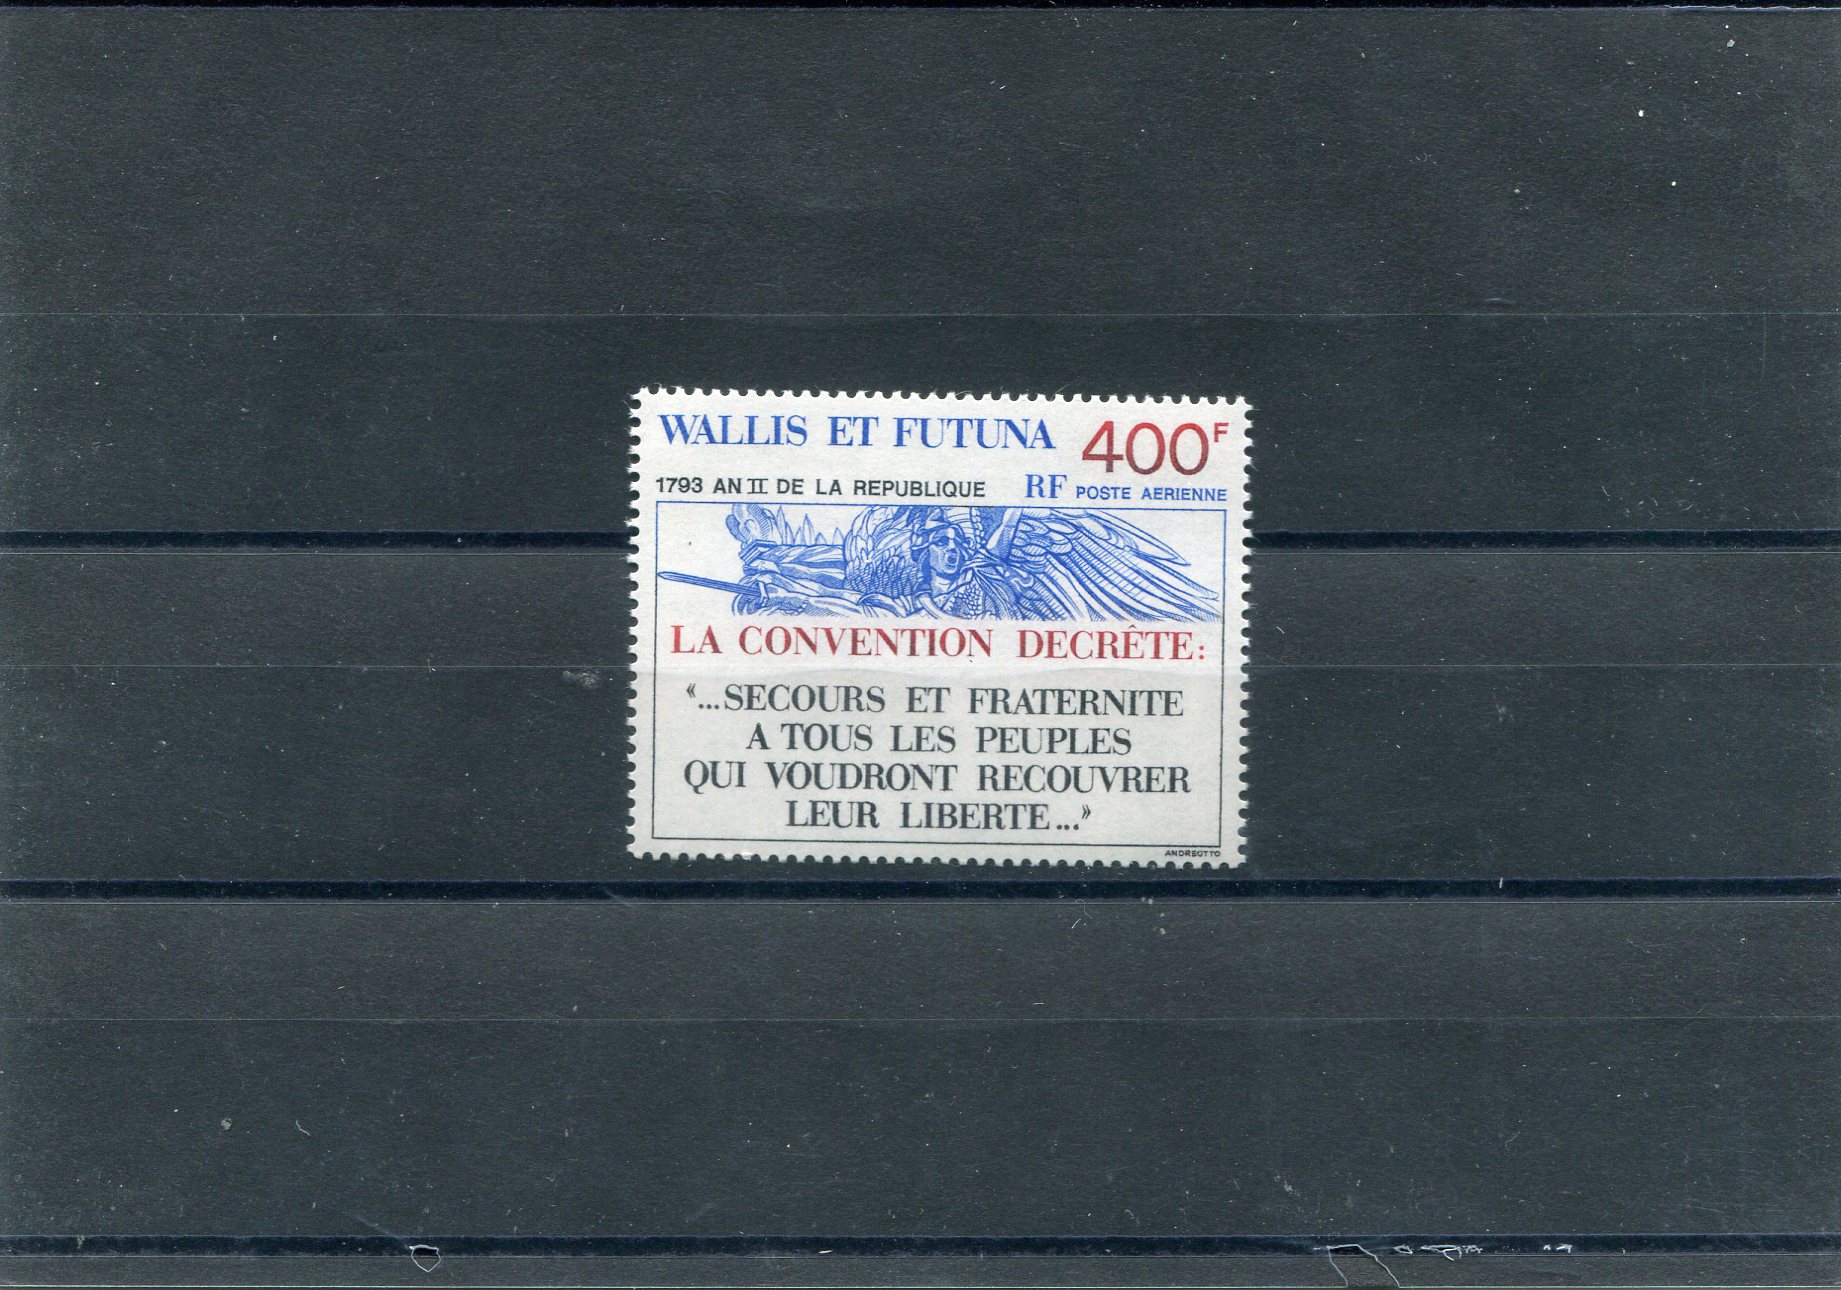 WALLIS ET FUTUNA 400F
1793 AN II DE LA REPUBLIQUE RF POSTE AERIENNE
LA CONVENTION DECRÊTE:
«...SECOURS ET FRATERNITE
A TOUS LES PEUPLES
QUI VOUDRONT RECOUVRER
LEUR LIBERTE...»
ANDREOTTO